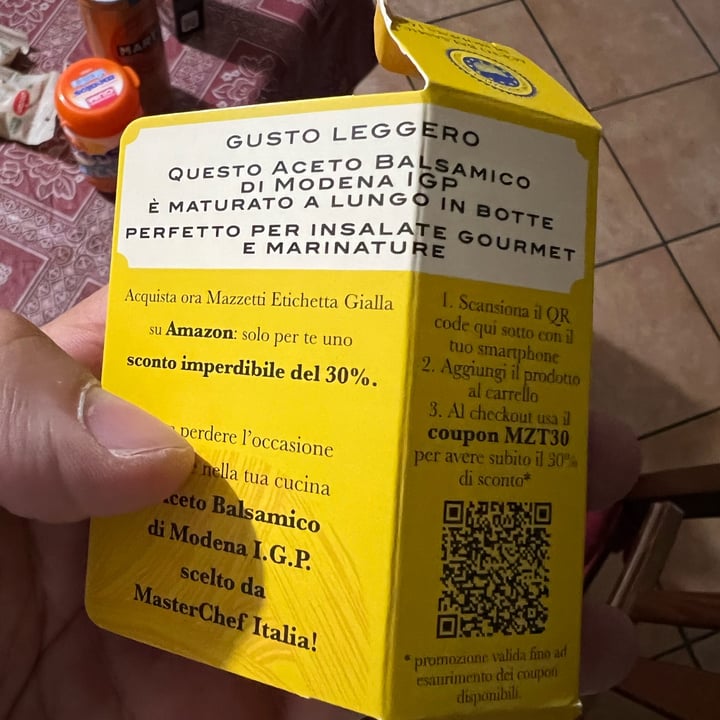 GUSTO LEGGERO
QUESTO ACETO BALSAMICO
DI MODENA IGP
È MATURATO A LUNGO IN BOTTE
PERFETTO PER INSALATE GOURMET
E MARINATURE
Acquista ora Mazzetti Etichetta Gialla
su Amazon: solo per te uno
sconto imperdibile del 30%.
perdere l'occasione
nella tua cucina
Aceto Balsamico
di Modena I.G.P.
scelto da
MasterChef Italia!
1. Scansiona il QR
code qui sotto con il
tuo smartphone
2. Aggiungi il prodotto
al carrello
3. Al checkout usa il
coupon MZT30
per avere subito il 30%
di sconto*
* promozione valida fino ad
esaurimento dei coupon
disponibili.